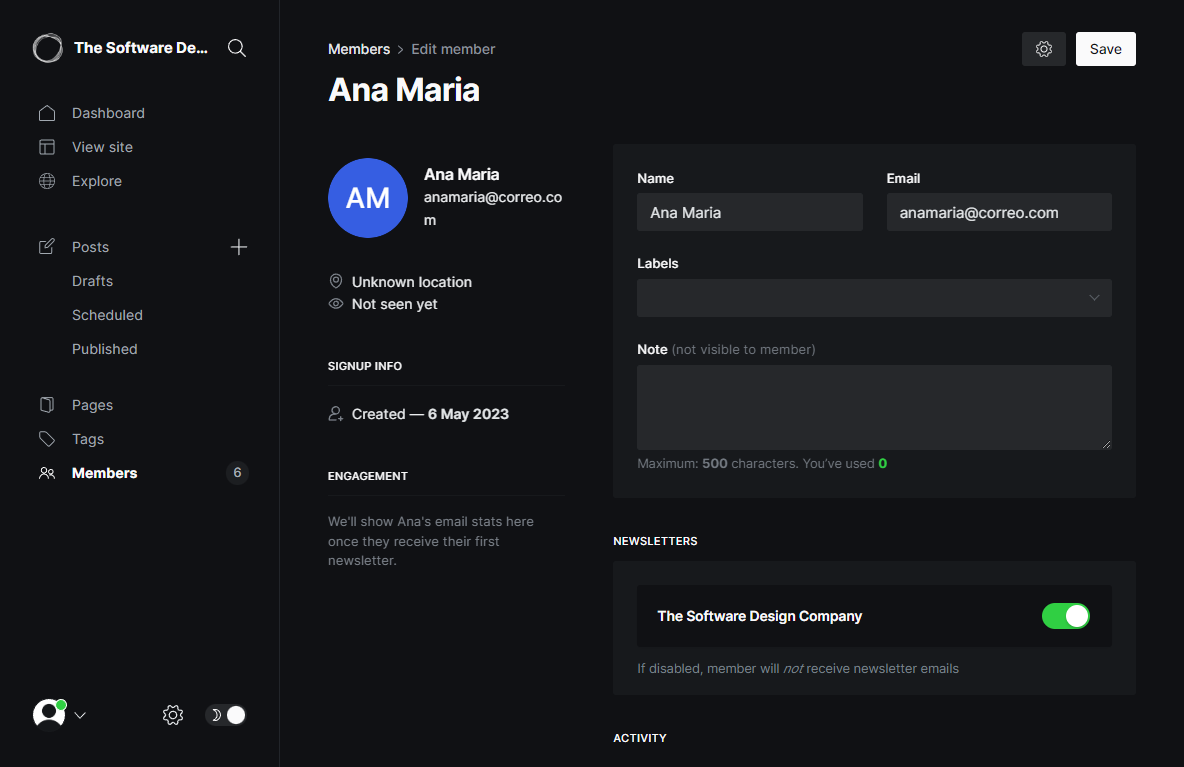 The Software De...
Dashboard
View site
Explore
Posts
Drafts
Scheduled
Published
Pages
Tags
Members 6
Members > Edit member
Save
Ana Maria
AM
Ana Maria
anamaria@correo.co
m
Unknown location
Not seen yet
SIGNUP INFO
Created — 6 May 2023
ENGAGEMENT
We'll show Ana's email stats here
once they receive their first
newsletter.
Name
Email
Ana Maria
anamaria@correo.com
Labels
Note (not visible to member)
Maximum: 500 characters. You've used 0
NEWSLETTERS
The Software Design Company
If disabled, member will not receive newsletter emails
ACTIVITY